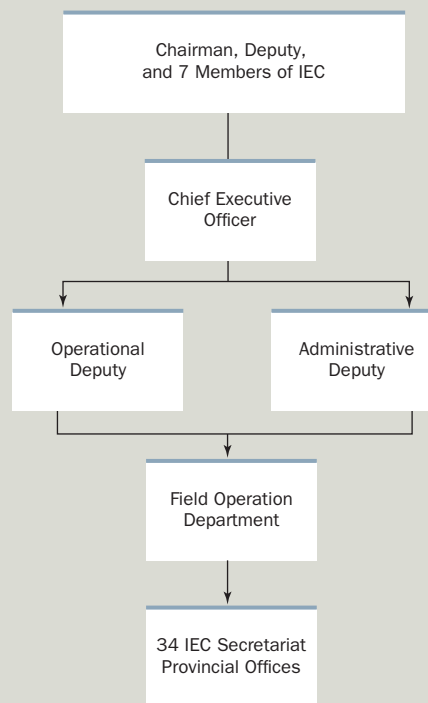 Chairman, Deputy,
and 7 Members of IEC
Chief Executive
Officer
Operational
Deputy
Administrative
Deputy
Field Operation
Department
34 IEC Secretariat
Provincial Offices